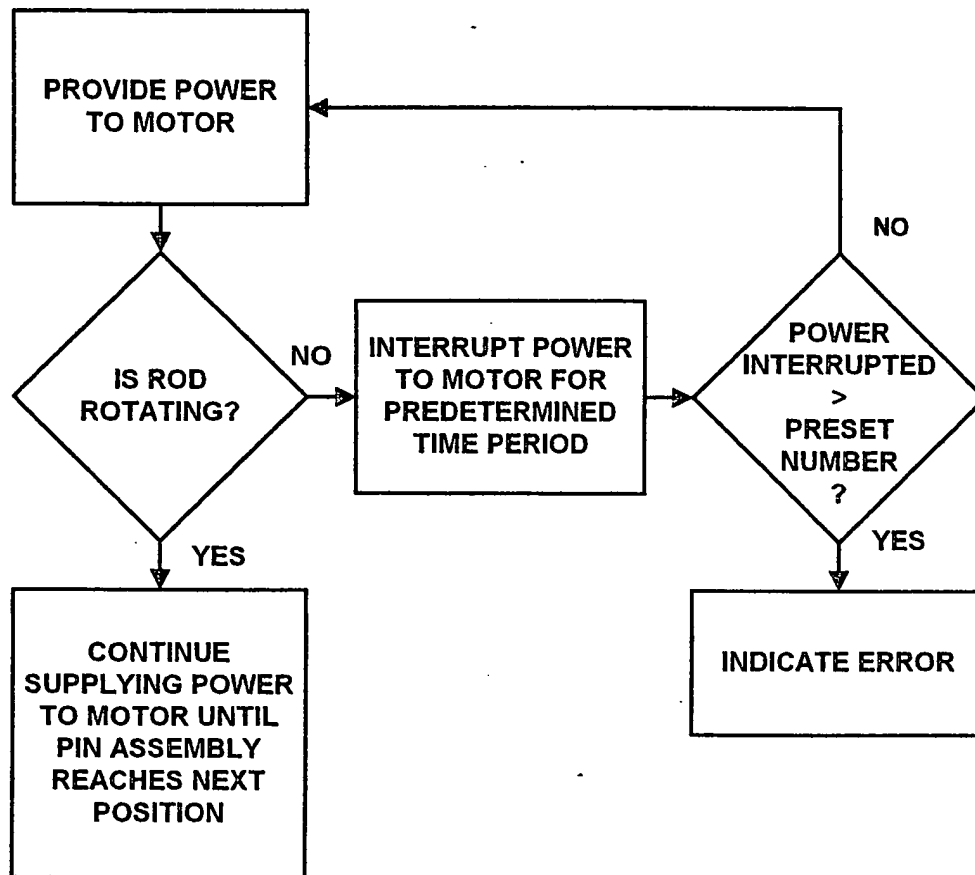 PROVIDE POWER
TO MOTOR
IS ROD
ROTATING?
NO
INTERRUPT POWER
TO MOTOR FOR
PREDETERMINED
TIME PERIOD
POWER
INTERRUPTED
>
PRESET
NUMBER
?
NO
YES
INDICATE ERROR
YES
CONTINUE
SUPPLYING POWER
TO MOTOR UNTIL
PIN ASSEMBLY
REACHES NEXT
POSITION